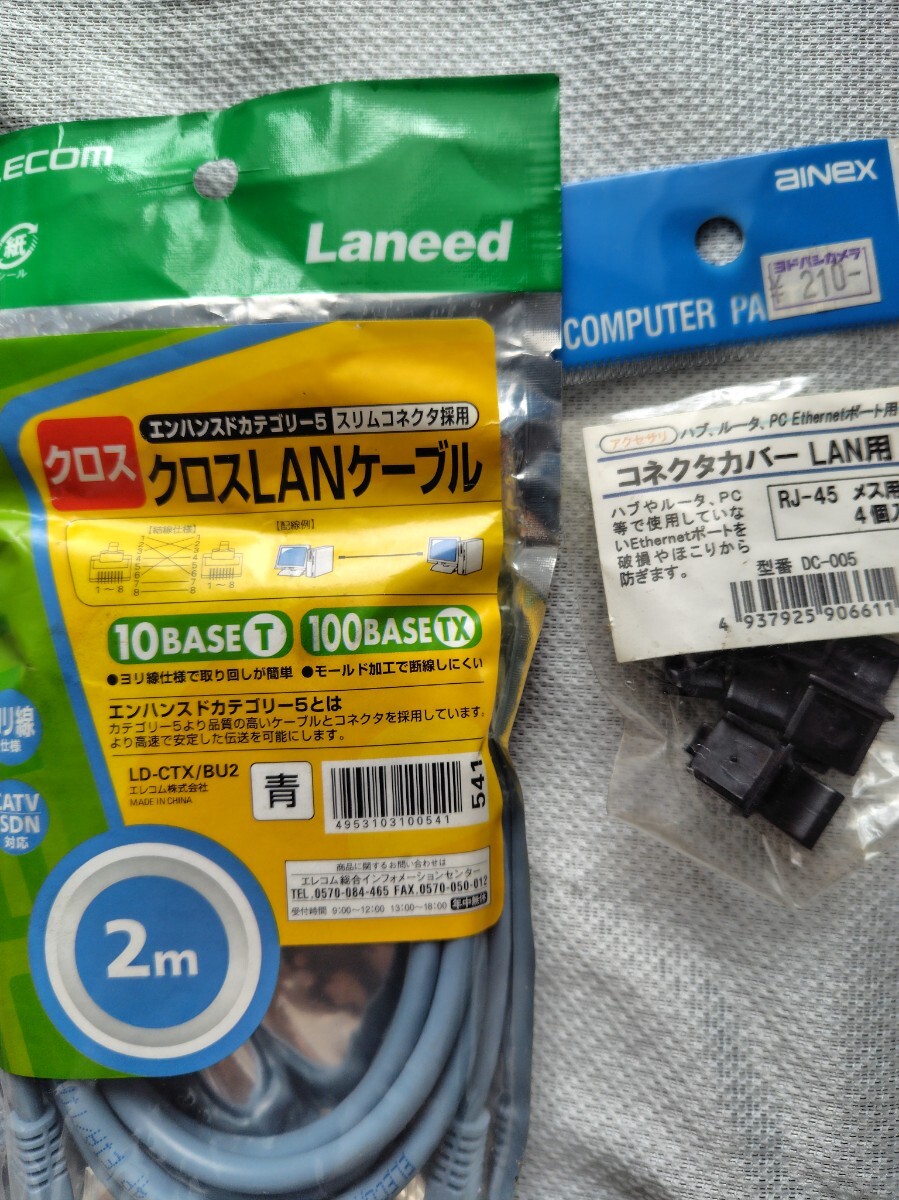 ELECOM
紙
Laneed
エンハンスドカテゴリー5 スリムコネクタ採用
クロス
クロスLANケーブル
【結線仕様】
【配線例】
1～8
1～8
10BASE T
100BASE TX
●ヨリ線仕様で取り回しが簡単 ●モールド加工で断線しにくい
エンハンスドカテゴリー5とは
カテゴリー5より品質の高いケーブルとコネクタを採用しています。
より高速で安定した伝送を可能にします。
ヨリ線
仕様
LD-CTX/BU2
エレコム株式会社
MADE IN CHINA
青
541
4953103100541
CATV
ISDN
対応
商品に関するお問い合わせは
エレコム総合インフォメーションセンター
TEL.0570-084-465 FAX.0570-050-012
受付時間 9:00～12:00 13:00～18:00 年中無休
2m
ainex
ヨドバシカメラ
¥210-
COMPUTER PA
アクセサリ ハブ、ルータ、PC Ethernetポート用
コネクタカバー LAN用
ハブやルータ、PC
等で使用していな
いEthernetポートを
破損やほこりから
防ぎます。
RJ-45 メス用
4個入
型番 DC-005
4 937925 906611